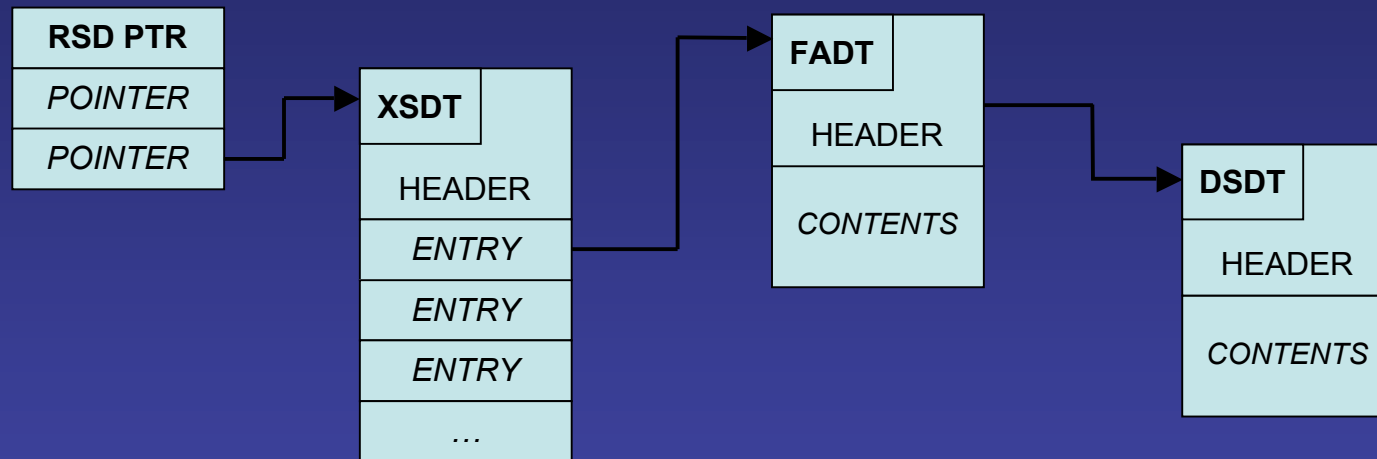 RSD PTR
POINTER
POINTER
XSDT
HEADER
ENTRY
ENTRY
ENTRY
...
FADT
HEADER
CONTENTS
DSDT
HEADER
CONTENTS